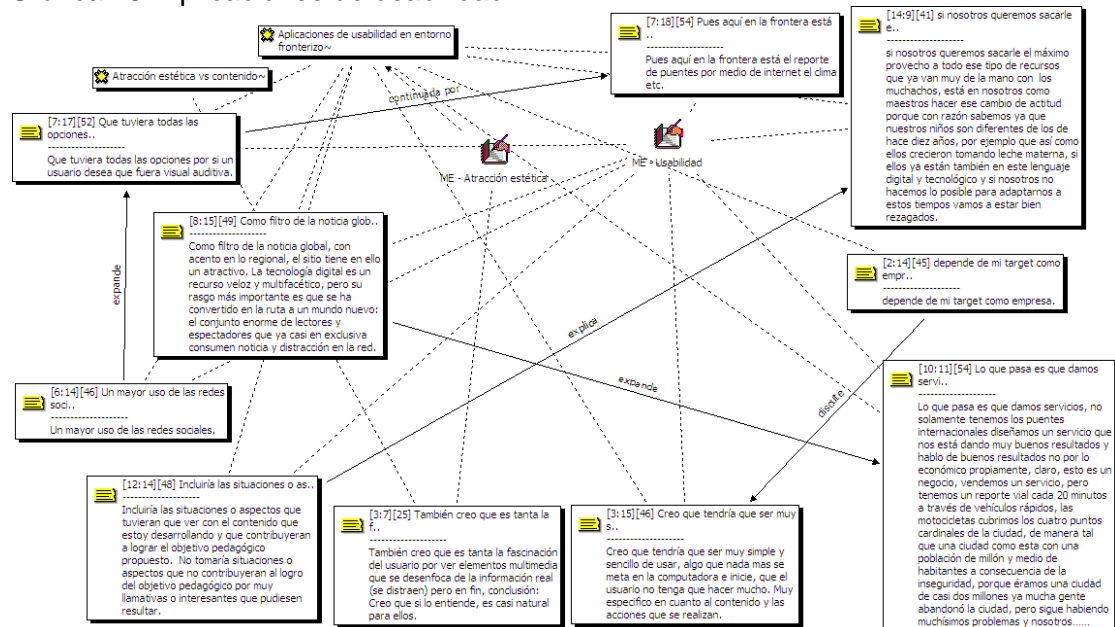 Aplicaciones de usabilidad en entorno
fronterizo~
Atracción estética vs contenido~
[7:18][54] Pues aquí en la frontera está
..
--------------------
Pues aquí en la frontera está el reporte
de puentes por medio de internet el clima
etc.
[14:9][41] si nosotros queremos sacarle
e..
--------------------
si nosotros queremos sacarle el máximo
provecho a todo ese tipo de recursos
que ya van muy de la mano con los
muchachos, está en nosotros como
maestros hacer ese cambio de actitud
porque con razón sabemos ya que
nuestros niños son diferentes de los de
hace diez años, por ejemplo que así como
ellos crecieron tomando leche materna, si
ellos ya están también en este lenguaje
digital y tecnológico y si nosotros no
hacemos lo posible para adaptarnos a
estos tiempos vamos a estar bien
rezagados.
continuada por
[7:17][52] Que tuviera todas las
opciones..
--------------------
Que tuviera todas las opciones por si un
usuario desea que fuera visual auditiva.
ME - Atracción estética
ME - Usabilidad
[8:15][49] Como filtro de la noticia glob..
--------------------
Como filtro de la noticia global, con
acento en lo regional, el sitio tiene en ello
un atractivo. La tecnología digital es un
recurso veloz y multifacético, pero su
rasgo más importante es que se ha
convertido en la ruta a un mundo nuevo:
el conjunto enorme de lectores y
espectadores que ya casi en exclusiva
consumen noticia y distracción en la red.
[2:14][45] depende de mi target como
empr..
--------------------
depende de mi target como empresa.
expande
explica
expande
discute
[6:14][46] Un mayor uso de las redes
soci..
--------------------
Un mayor uso de las redes sociales.
[10:11][54] Lo que pasa es que damos
servi..
--------------------
Lo que pasa es que damos servicios, no
solamente tenemos los puentes
internacionales diseñamos un servicio que
nos está dando muy buenos resultados y
hablo de buenos resultados no por lo
económico propiamente, claro, esto es un
negocio, vendemos un servicio, pero
tenemos un reporte vial cada 20 minutos
a través de vehículos rápidos, las
motocicletas cubrimos los cuatro puntos
cardinales de la ciudad, de manera tal
que una ciudad como esta con una
población de millón y medio de
habitantes a consecuencia de la
inseguridad, porque éramos una ciudad
de casi dos millones ya mucha gente
abandonó la ciudad, pero sigue habiendo
muchísimos problemas y nosotros......
[12:14][48] Incluiría las situaciones o as..
--------------------
Incluiría las situaciones o aspectos que
tuvieran que ver con el contenido que
estoy desarrollando y que contribuyeran
a lograr el objetivo pedagógico
propuesto. No tomaría situaciones o
aspectos que no contribuyeran al logro
del objetivo pedagógico por muy
llamativas o interesantes que pudiesen
resultar.
[3:7][25] También creo que es tanta la
f..
--------------------
También creo que es tanta la fascinación
del usuario por ver elementos multimedia
que se desenfoca de la información real
(se distraen) pero en fin, conclusión:
Creo que si lo entiende, es casi natural
para ellos.
[3:15][46] Creo que tendría que ser muy
s..
--------------------
Creo que tendría que ser muy simple y
sencillo de usar, algo que nada mas se
meta en la computadora e inicie, que el
usuario no tenga que hacer mucho. Muy
especifico en cuanto al contenido y las
acciones que se realizan.